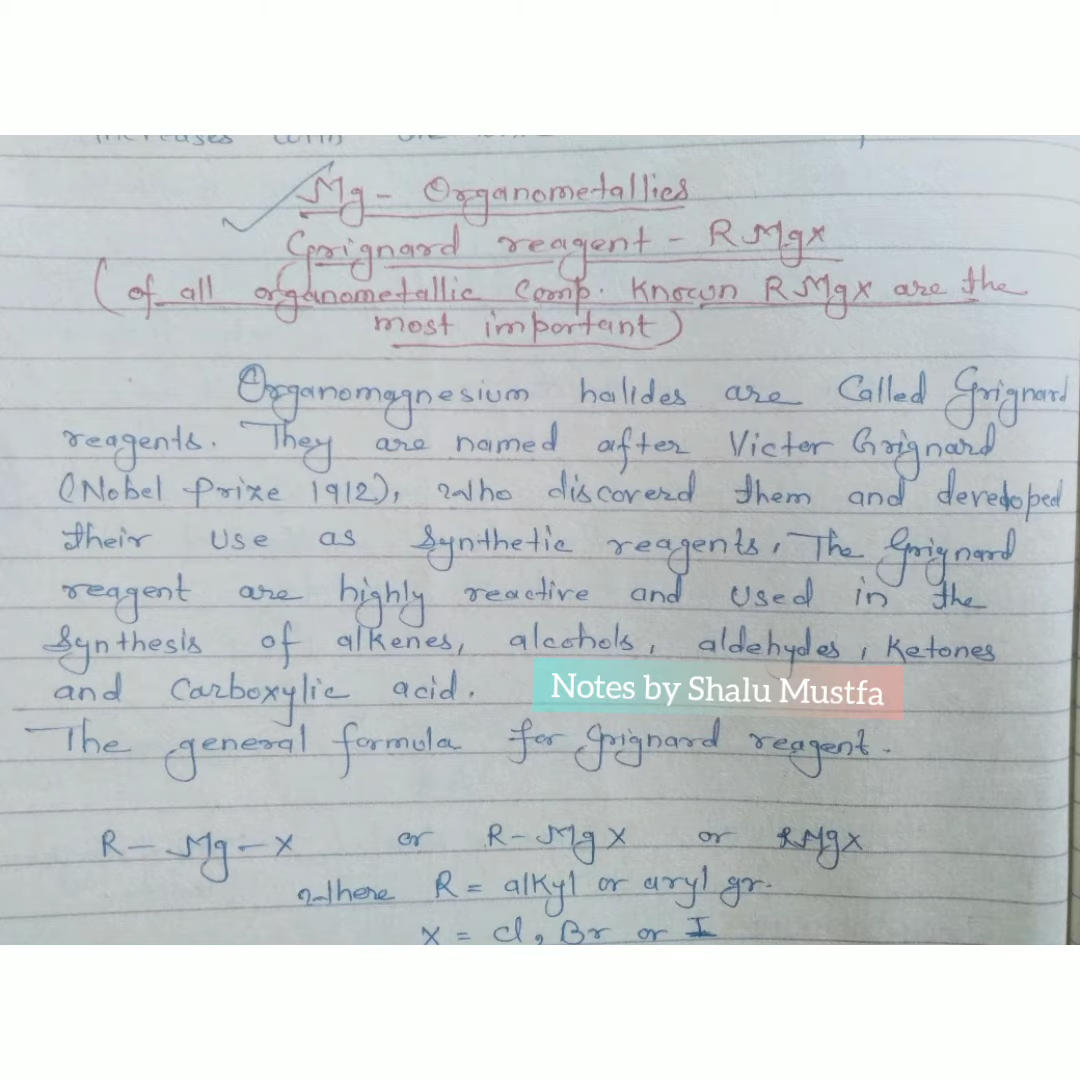 Mg - Organometallics
Grignard reagent - RMgx
(of all organometallic Comp. Known RMgx are the
most important)
Organomagnesium halides are Called Grignard
reagents. They are named after Victor Grignard
(Nobel Prize 1912), who discoverd them and developed
their use as Synthetic reagents, The Grignard
reagent are highly reactive and used in the
Synthesis of alkenes, alcohols, aldehydes, Ketones
and Carboxylic acid.
Notes by Shalu Mustfa
The general formula for Grignard reagent.
R - Mg - X or R - MgX or RMgx
where R = alkyl or aryl gr.
X = Cl, Br or I